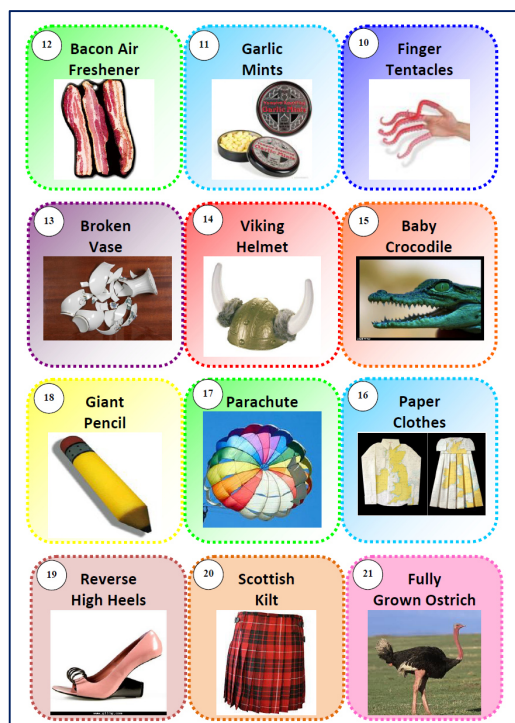 12
Bacon Air
Freshener
11
Garlic
Mints
Garlic Mints
10
Finger
Tentacles
13
Broken
Vase
14
Viking
Helmet
15
Baby
Crocodile
18
Giant
Pencil
17
Parachute
16
Paper
Clothes
19
Reverse
High Heels
20
Scottish
Kilt
21
Fully
Grown Ostrich